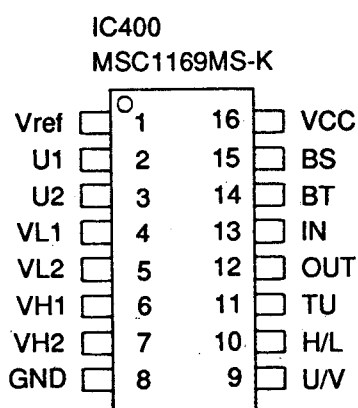 IC400
MSC1169MS-K
Vref 1 16 VCC
U1 2 15 BS
U2 3 14 BT
VL1 4 13 IN
VL2 5 12 OUT
VH1 6 11 TU
VH2 7 10 H/L
GND 8 9 U/V